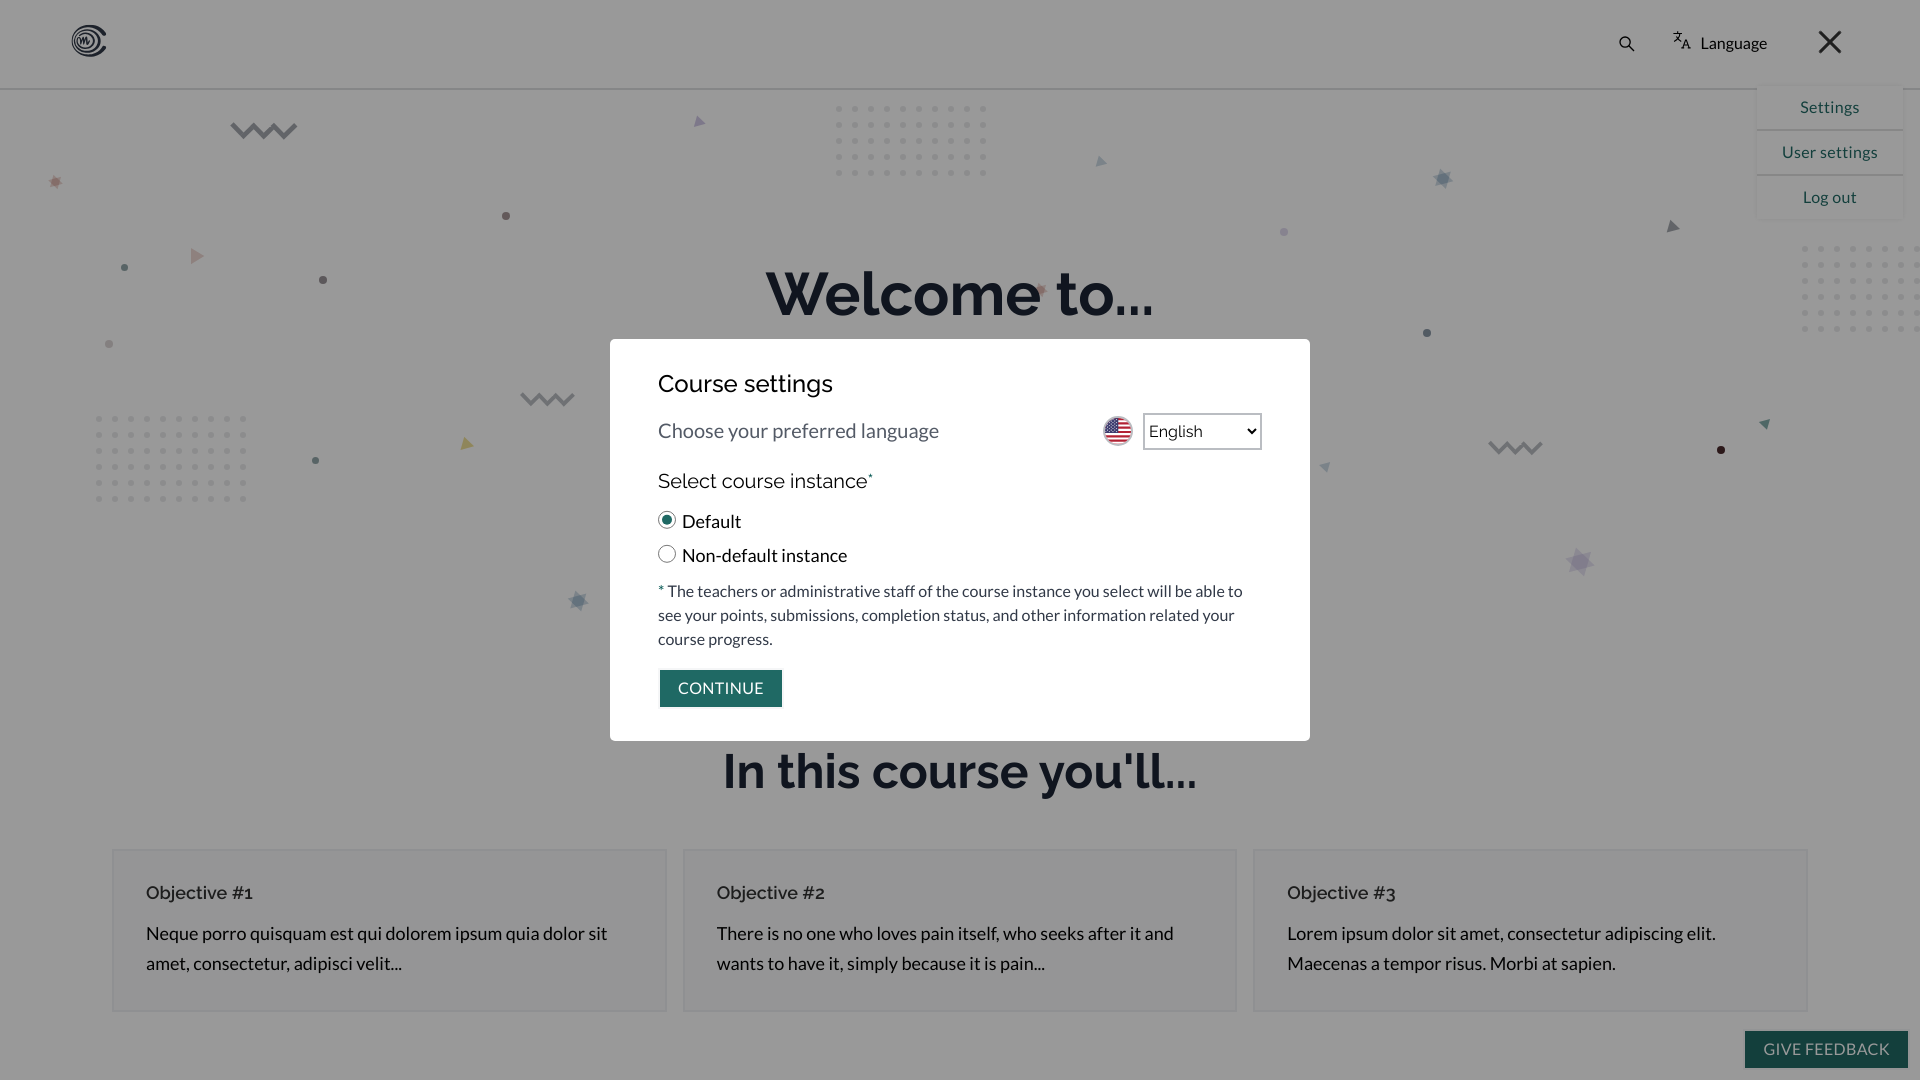 Language
Settings
User settings
Log out
Welcome to...
Course settings
Choose your preferred language
English
Select course instance*
Default
Non-default instance
* The teachers or administrative staff of the course instance you select will be able to
see your points, submissions, completion status, and other information related your
course progress.
CONTINUE
In this course you'll...
Objective #1
Neque porro quisquam est qui dolorem ipsum quia dolor sit
amet, consectetur, adipisci velit...
Objective #2
There is no one who loves pain itself, who seeks after it and
wants to have it, simply because it is pain...
Objective #3
Lorem ipsum dolor sit amet, consectetur adipiscing elit.
Maecenas a tempor risus. Morbi at sapien.
GIVE FEEDBACK